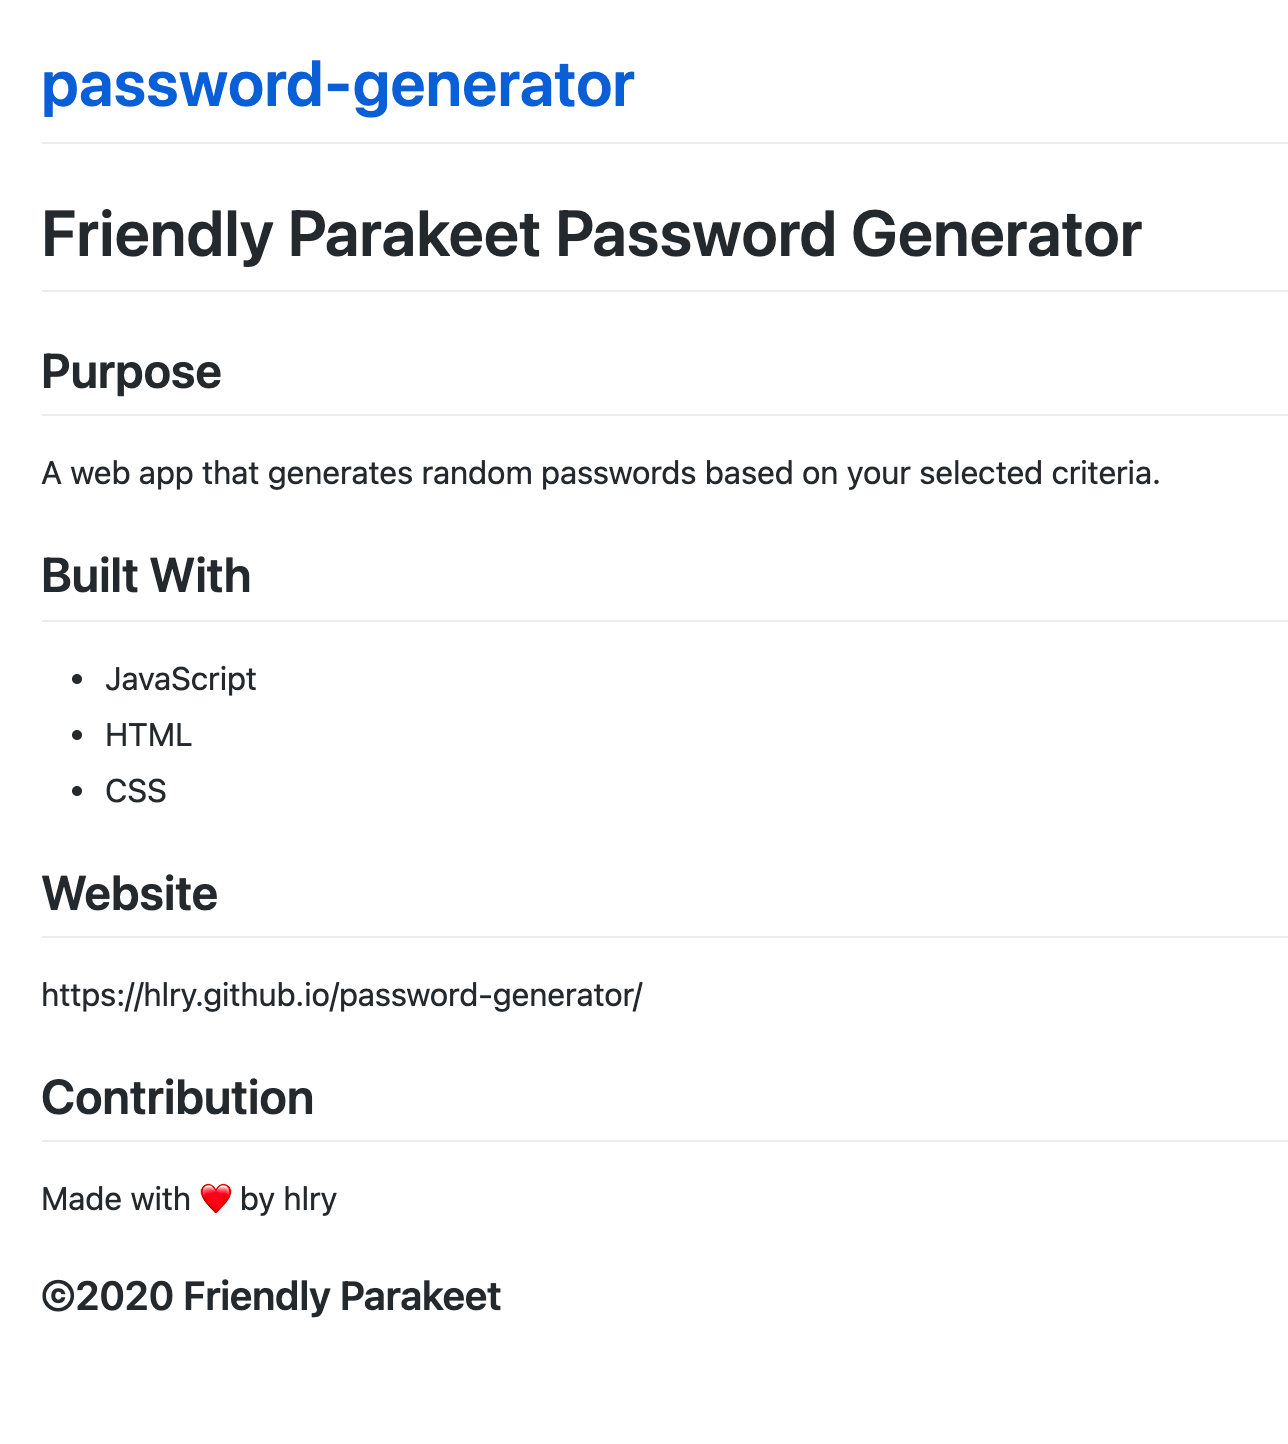 password-generator
Friendly Parakeet Password Generator
Purpose
A web app that generates random passwords based on your selected criteria.
Built With
• JavaScript
• HTML
• CSS
Website
https://hlry.github.io/password-generator/
Contribution
Made with ❤️ by hlry
©2020 Friendly Parakeet